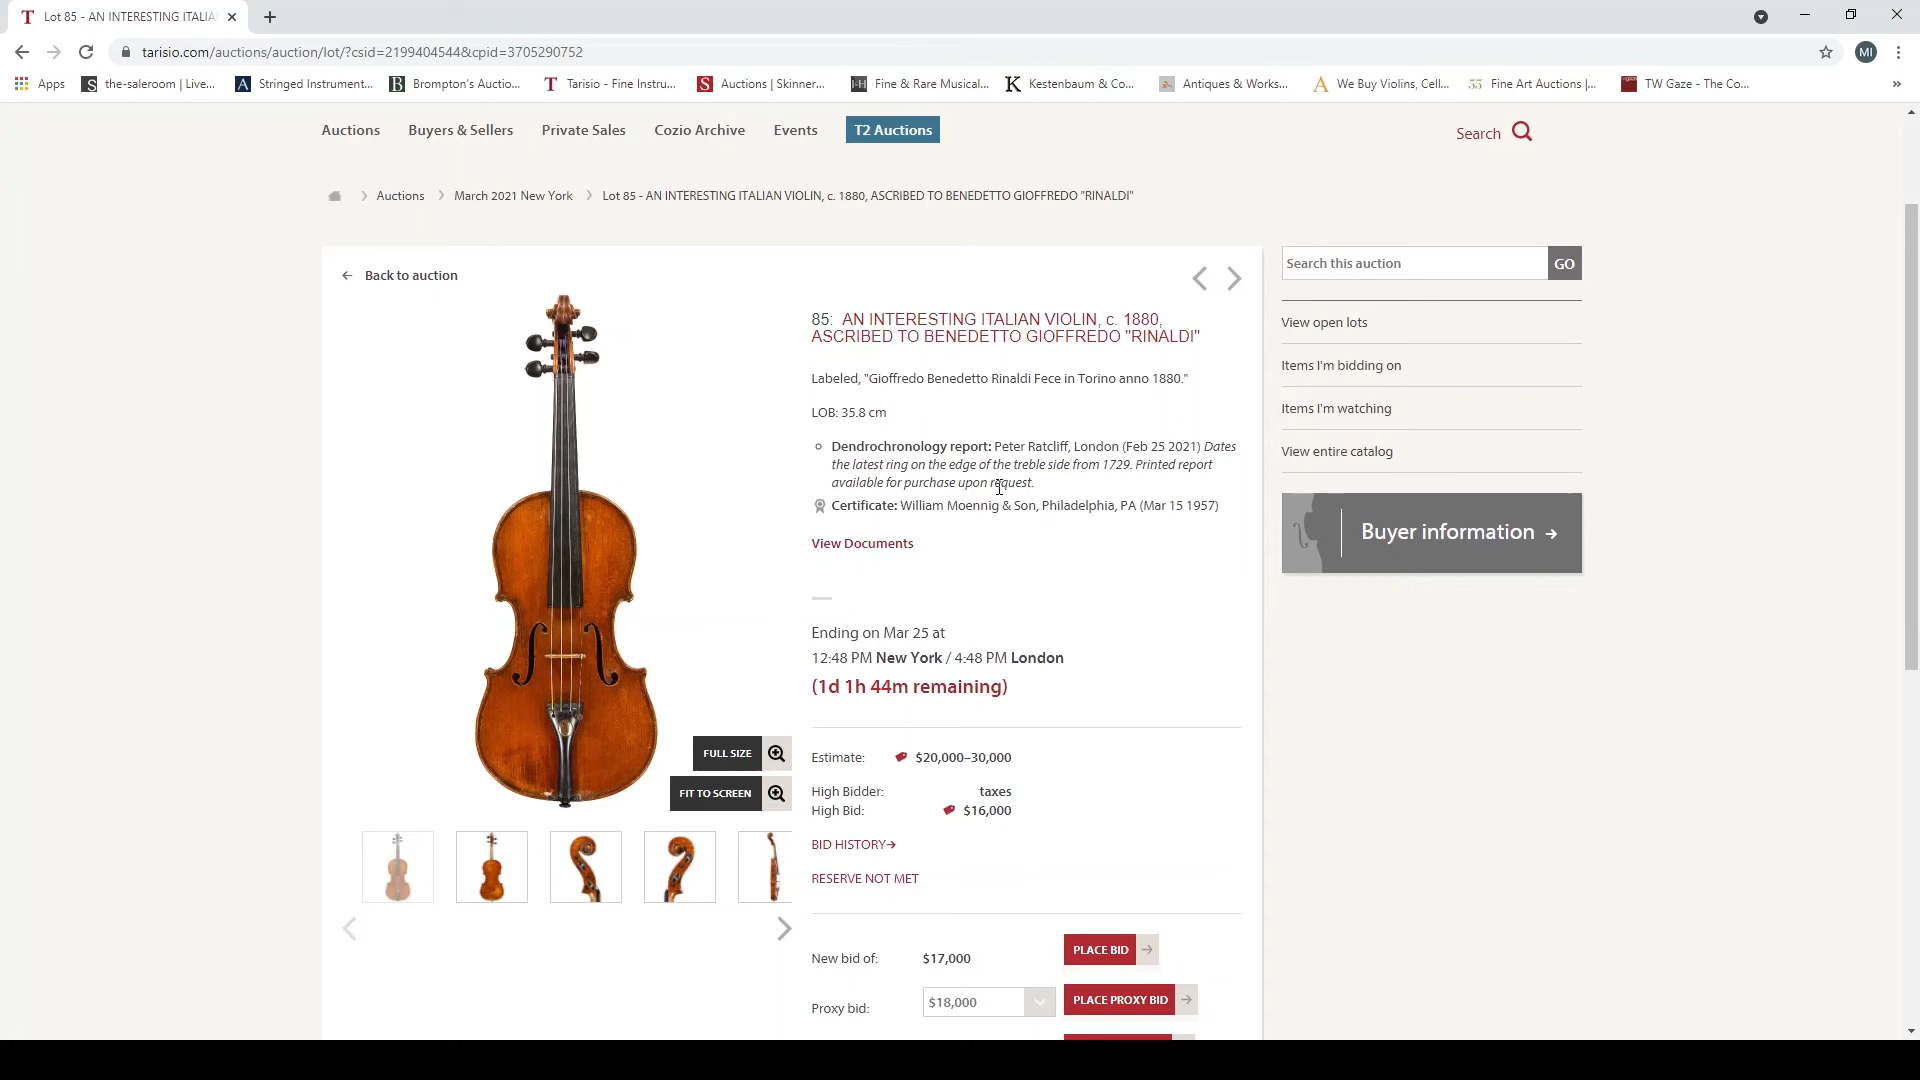 Lot 85 - AN INTERESTING ITALIA
tarisio.com/auctions/auction/lot/?csid=2199404544&cpid=3705290752
MI
Apps
the-saleroom | Live...
Stringed Instrument...
Brompton's Auctio...
Tarisio - Fine Instru...
Auctions | Skinner...
Fine & Rare Musical...
Kestenbaum & Co...
Antiques & Works...
We Buy Violins, Cell...
Fine Art Auctions |...
TW Gaze - The Co...
»
Auctions
Buyers & Sellers
Private Sales
Cozio Archive
Events
T2 Auctions
Search
Auctions
March 2021 New York
Lot 85 - AN INTERESTING ITALIAN VIOLIN, c. 1880, ASCRIBED TO BENEDETTO GIOFFREDO "RINALDI"
← Back to auction
85: AN INTERESTING ITALIAN VIOLIN, c. 1880,
ASCRIBED TO BENEDETTO GIOFFREDO "RINALDI"
Labeled, "Gioffredo Benedetto Rinaldi Fece in Torino anno 1880."
LOB: 35.8 cm
Dendrochronology report: Peter Ratcliff, London (Feb 25 2021) Dates
the latest ring on the edge of the treble side from 1729. Printed report
available for purchase upon request.
Certificate: William Moennig & Son, Philadelphia, PA (Mar 15 1957)
View Documents
Ending on Mar 25 at
12:48 PM New York / 4:48 PM London
(1d 1h 44m remaining)
FULL SIZE
FIT TO SCREEN
Estimate: $20,000–30,000
High Bidder: taxes
High Bid: $16,000
BID HISTORY→
RESERVE NOT MET
New bid of: $17,000
PLACE BID →
Proxy bid: $18,000
PLACE PROXY BID →
Search this auction
GO
View open lots
Items I'm bidding on
Items I'm watching
View entire catalog
Buyer information →